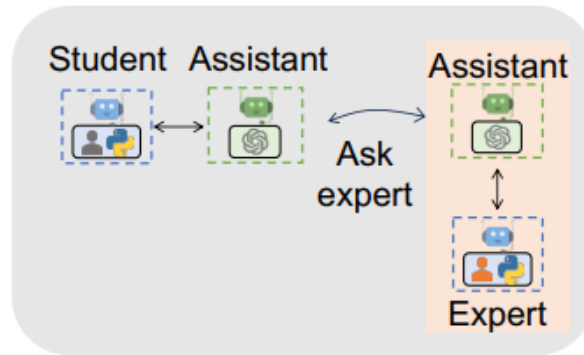 Student Assistant
Assistant
Ask
expert
Expert